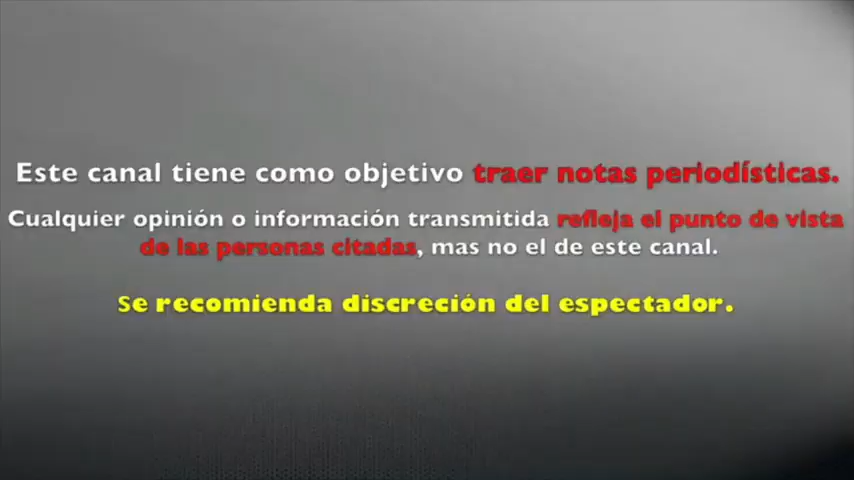 Este canal tiene como objetivo traer notas periodísticas.
Cualquier opinión o información transmitida refleja el punto de vista
de las personas citadas, mas no el de este canal.
Se recomienda discreción del espectador.